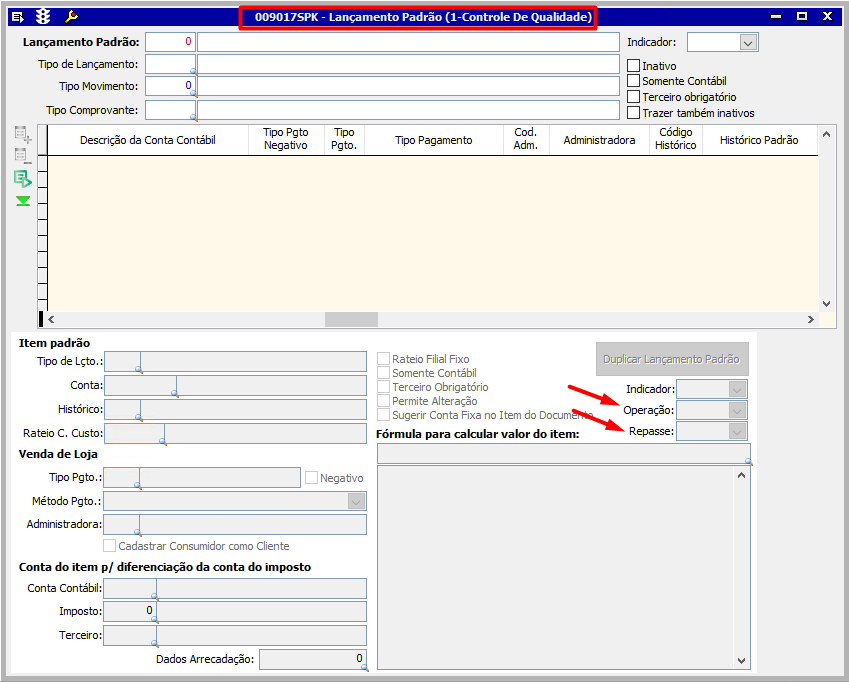 009017SPK - Lançamento Padrão (1-Controle De Qualidade)
Lançamento Padrão: 0 Indicador:
Tipo de Lançamento: Inativo
Tipo Movimento: 0 Somente Contábil
Terceiro obrigatório
Tipo Comprovante: Trazer também inativos
Descrição da Conta Contábil Tipo Pgto Negativo Tipo Pgto. Tipo Pagamento Cod. Adm. Administradora Código Histórico Histórico Padrão
Item padrão
Tipo de Lçto.: Rateio Filial Fixo Duplicar Lançamento Padrão
Somente Contábil
Conta: Terceiro Obrigatório Indicador:
Permite Alteração
Histórico: Sugerir Conta Fixa no Item do Documento Operação:
Rateio C. Custo: Fórmula para calcular valor do item: Repasse:
Venda de Loja
Tipo Pgto.: Negativo
Método Pgto.:
Administradora:
Cadastrar Consumidor como Cliente
Conta do item p/ diferenciação da conta do imposto
Conta Contábil:
Imposto: 0
Terceiro:
Dados Arrecadação: 0